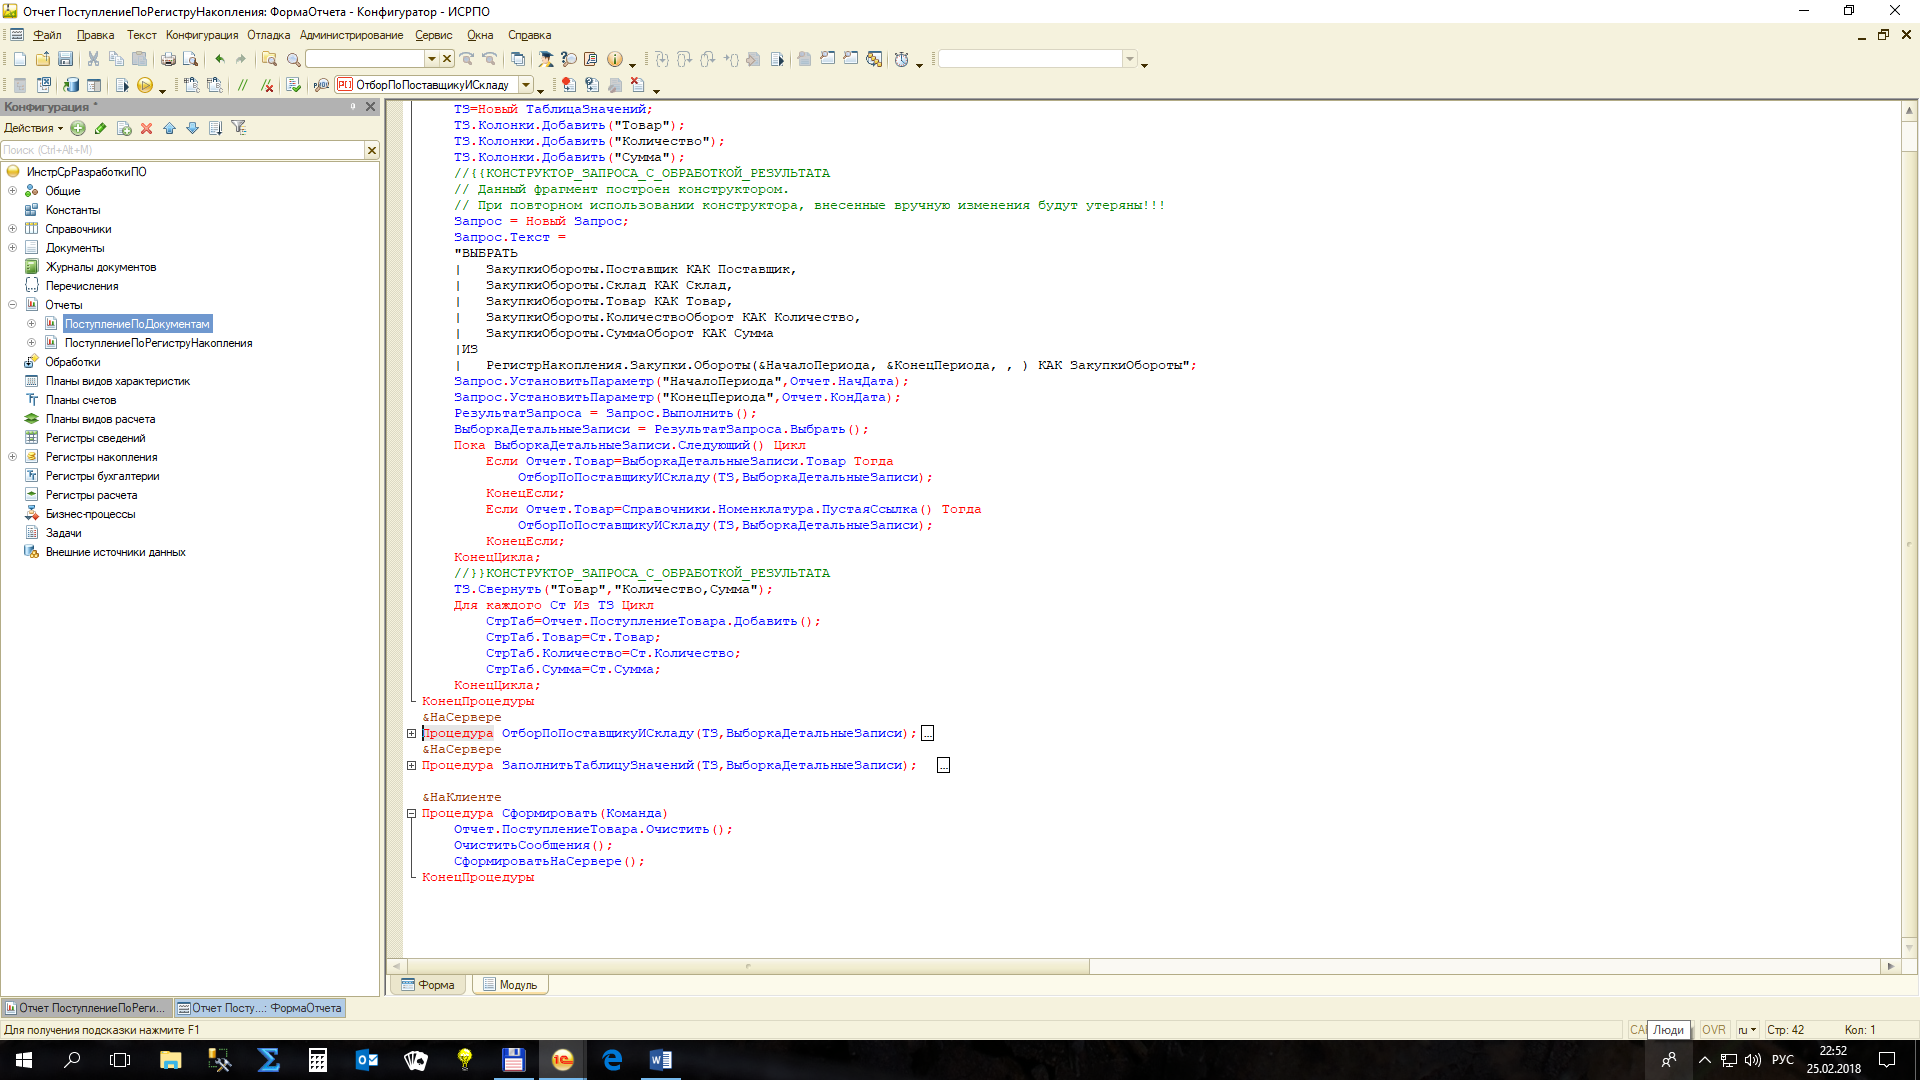 Отчет ПоступлениеПоРегиструНакопления: ФормаОтчета - Конфигуратор - ИСРПО
Файл Правка Текст Конфигурация Отладка Администрирование Сервис Окна Справка
ОтборПоПоставщикуИСкладу
Конфигурация *
Действия
Поиск (Ctrl+Alt+M)
ИнстрСрРазработкиПО
Общие
Константы
Справочники
Документы
Журналы документов
Перечисления
Отчеты
ПоступлениеПоДокументам
ПоступлениеПоРегиструНакопления
Обработки
Планы видов характеристик
Планы счетов
Планы видов расчета
Регистры сведений
Регистры накопления
Регистры бухгалтерии
Регистры расчета
Бизнес-процессы
Задачи
Внешние источники данных
ТЗ=Новый ТаблицаЗначений;
ТЗ.Колонки.Добавить("Товар");
ТЗ.Колонки.Добавить("Количество");
ТЗ.Колонки.Добавить("Сумма");
//{{КОНСТРУКТОР_ЗАПРОСА_С_ОБРАБОТКОЙ_РЕЗУЛЬТАТА
// Данный фрагмент построен конструктором.
// При повторном использовании конструктора, внесенные вручную изменения будут утеряны!!!
Запрос = Новый Запрос;
Запрос.Текст =
"ВЫБРАТЬ
| ЗакупкиОбороты.Поставщик КАК Поставщик,
| ЗакупкиОбороты.Склад КАК Склад,
| ЗакупкиОбороты.Товар КАК Товар,
| ЗакупкиОбороты.КоличествоОборот КАК Количество,
| ЗакупкиОбороты.СуммаОборот КАК Сумма
|ИЗ
| РегистрНакопления.Закупки.Обороты(&НачалоПериода, &КонецПериода, , ) КАК ЗакупкиОбороты";
Запрос.УстановитьПараметр("НачалоПериода",Отчет.НачДата);
Запрос.УстановитьПараметр("КонецПериода",Отчет.КонДата);
РезультатЗапроса = Запрос.Выполнить();
ВыборкаДетальныеЗаписи = РезультатЗапроса.Выбрать();
Пока ВыборкаДетальныеЗаписи.Следующий() Цикл
Если Отчет.Товар=ВыборкаДетальныеЗаписи.Товар Тогда
ОтборПоПоставщикуИСкладу(ТЗ,ВыборкаДетальныеЗаписи);
КонецЕсли;
Если Отчет.Товар=Справочники.Номенклатура.ПустаяСсылка() Тогда
ОтборПоПоставщикуИСкладу(ТЗ,ВыборкаДетальныеЗаписи);
КонецЕсли;
КонецЦикла;
//}}КОНСТРУКТОР_ЗАПРОСА_С_ОБРАБОТКОЙ_РЕЗУЛЬТАТА
ТЗ.Свернуть("Товар","Количество,Сумма");
Для каждого Ст Из ТЗ Цикл
СтрТаб=Отчет.ПоступлениеТовара.Добавить();
СтрТаб.Товар=Ст.Товар;
СтрТаб.Количество=Ст.Количество;
СтрТаб.Сумма=Ст.Сумма;
КонецЦикла;
КонецПроцедуры
&НаСервере
Процедура ОтборПоПоставщикуИСкладу(ТЗ,ВыборкаДетальныеЗаписи); ...
&НаСервере
Процедура ЗаполнитьТаблицуЗначений(ТЗ,ВыборкаДетальныеЗаписи); ...
&НаКлиенте
Процедура Сформировать(Команда)
Отчет.ПоступлениеТовара.Очистить();
ОчиститьСообщения();
СформироватьНаСервере();
КонецПроцедуры
Форма Модуль
Отчет ПоступлениеПоРеги... Отчет Посту...: ФормаОтчета
Для получения подсказки нажмите F1
Люди OVR ru Стр: 42 Кол: 1
РУС 22:52
25.02.2018